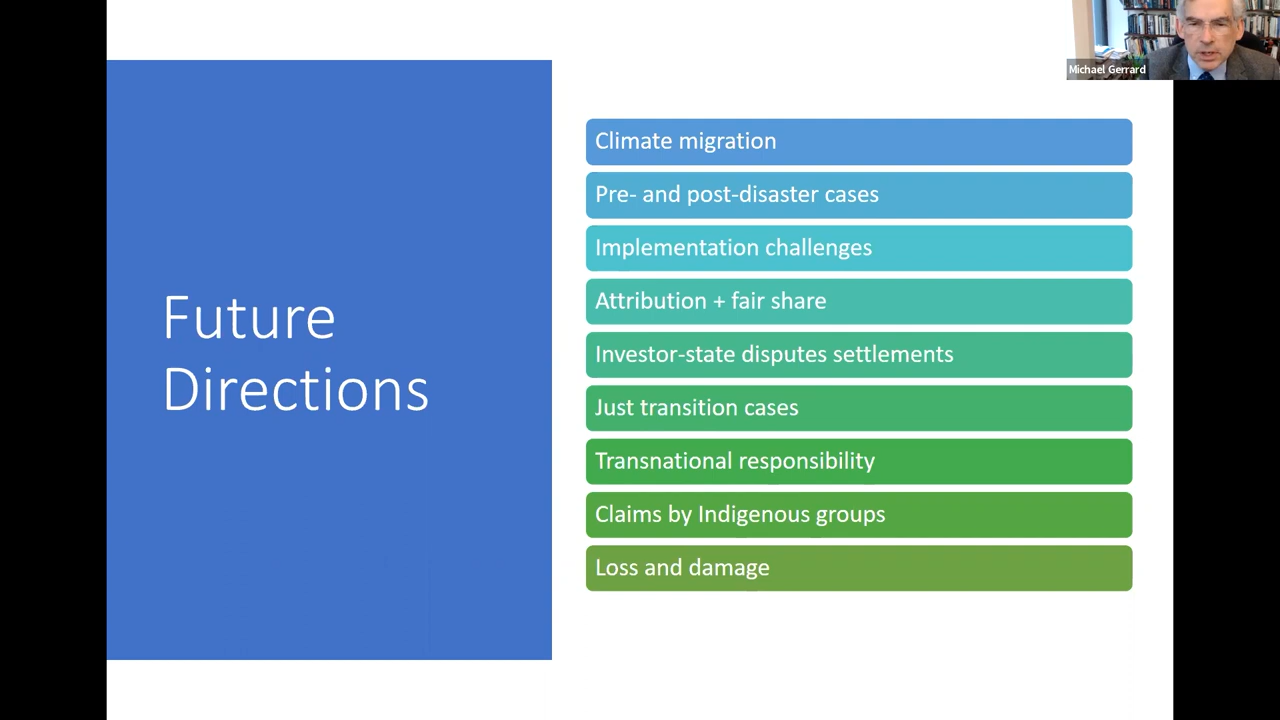 Michael Gerrard
Future
Directions
Climate migration
Pre- and post-disaster cases
Implementation challenges
Attribution + fair share
Investor-state disputes settlements
Just transition cases
Transnational responsibility
Claims by Indigenous groups
Loss and damage